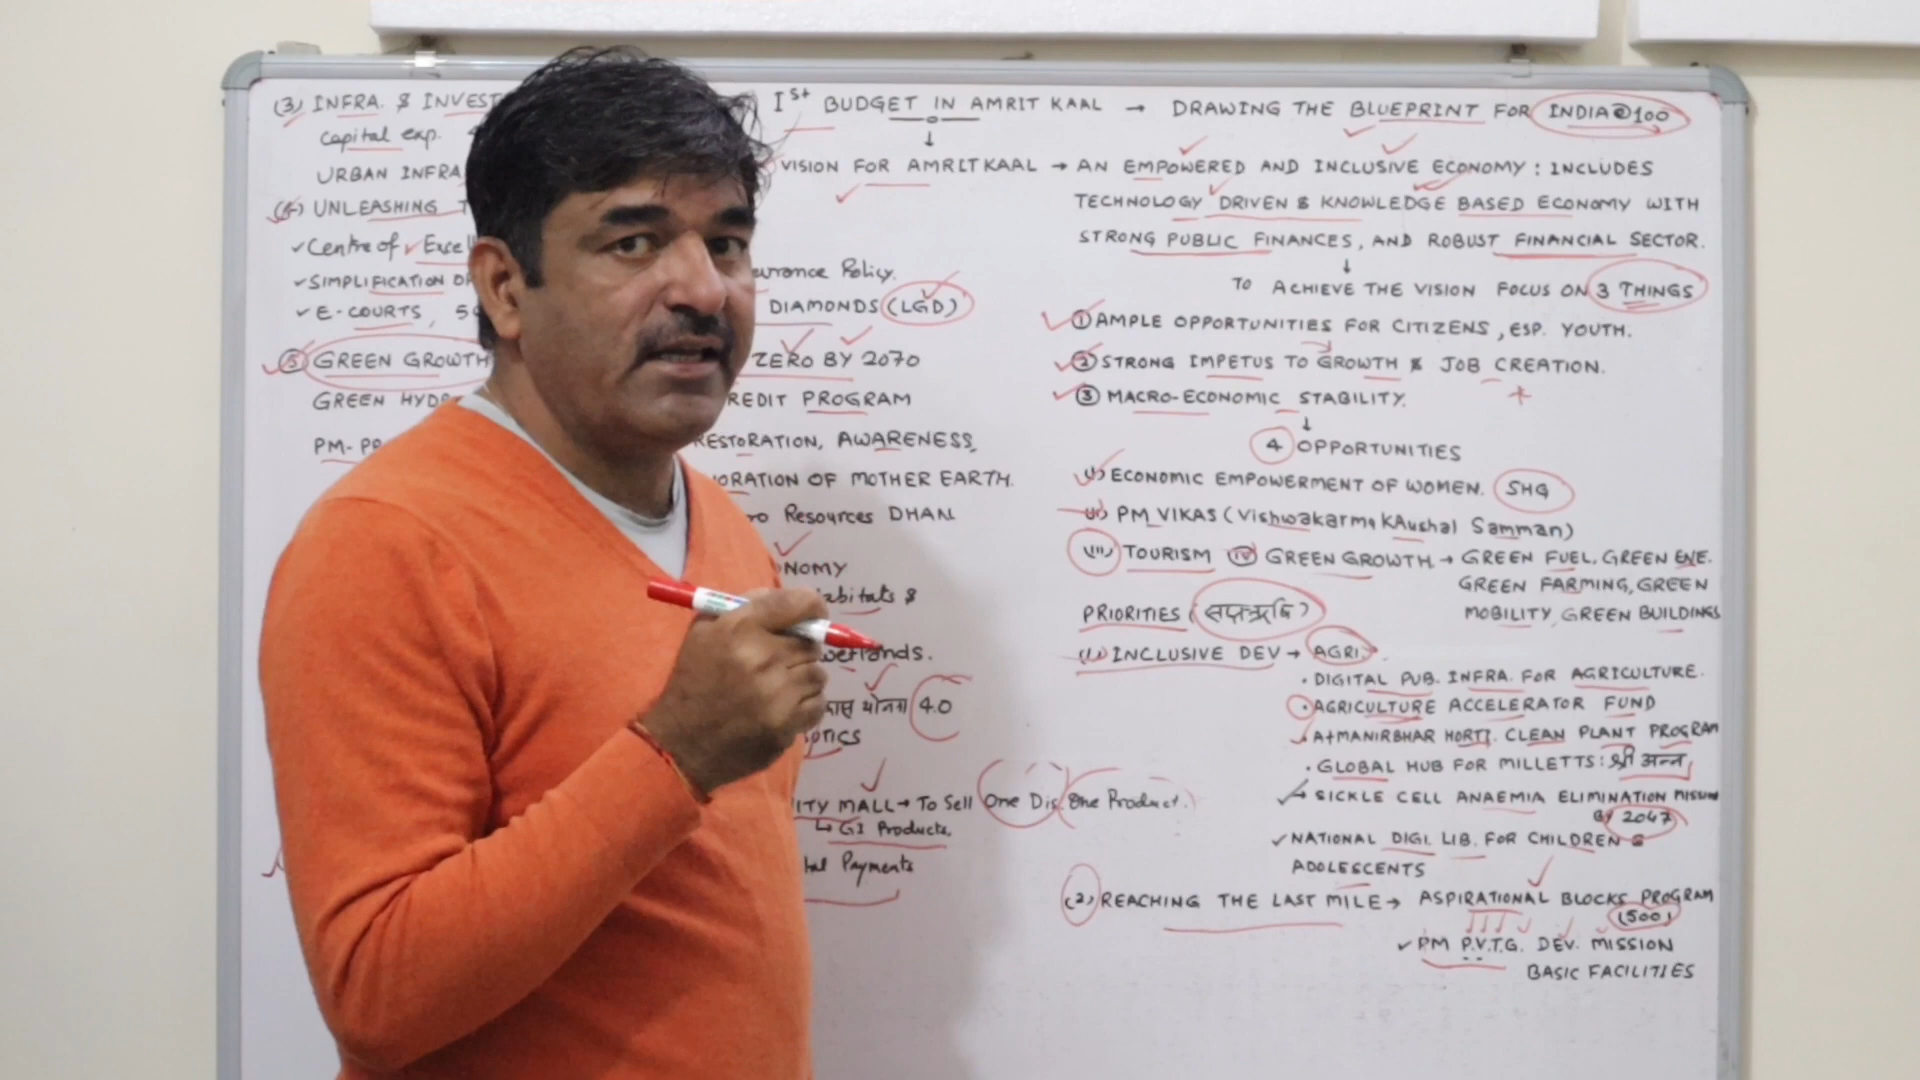 (3) INFRA. & INVEST
Capital exp.
URBAN INFRA
(4) UNLEASHING
✓Centre of Excell
✓SIMPLIFICATION OF
✓E-COURTS,
(5) GREEN GROWTH
GREEN HYDR
PM-PR
Ist BUDGET IN AMRIT KAAL → DRAWING THE BLUEPRINT FOR INDIA@100
↓
VISION FOR AMRIT KAAL → AN EMPOWERED AND INCLUSIVE ECONOMY: INCLUDES
TECHNOLOGY DRIVEN & KNOWLEDGE BASED ECONOMY WITH
STRONG PUBLIC FINANCES, AND ROBUST FINANCIAL SECTOR.
↓
TO ACHIEVE THE VISION FOCUS ON 3 THINGS
① AMPLE OPPORTUNITIES FOR CITIZENS, ESP. YOUTH.
② STRONG IMPETUS TO GROWTH & JOB CREATION.
③ MACRO-ECONOMIC STABILITY.
↓
4 OPPORTUNITIES
(i) ECONOMIC EMPOWERMENT OF WOMEN. SHG
(ii) PM VIKAS (Vishwakarma KAushal Samman)
(iii) TOURISM (iv) GREEN GROWTH → GREEN FUEL, GREEN ENE.
GREEN FARMING, GREEN
MOBILITY, GREEN BUILDINGS
PRIORITIES (सप्तऋषि)
(1) INCLUSIVE DEV → AGRI.
• DIGITAL PUB. INFRA. FOR AGRICULTURE.
• AGRICULTURE ACCELERATOR FUND
• ATMANIRBHAR HORTI. CLEAN PLANT PROGRAM
• GLOBAL HUB FOR MILLETTS: श्री अन्न
→ SICKLE CELL ANAEMIA ELIMINATION MISSION
BY 2047
✓NATIONAL DIGI. LIB. FOR CHILDREN &
ADOLESCENTS
(2) REACHING THE LAST MILE → ASPIRATIONAL BLOCKS PROGRAM
(500)
✓PM P.V.T.G. DEV. MISSION
BASIC FACILITIES
urance Policy.
DIAMONDS (LGD)
ZERO BY 2070
REDIT PROGRAM
RESTORATION, AWARENESS,
ORATION OF MOTHER EARTH.
ro Resources DHAN
NOMY
abitats &
wetlands.
योजना 4.0
OTICS
ITY MALL → To Sell One Dis One Product.
↳ GI Products.
tal Payments